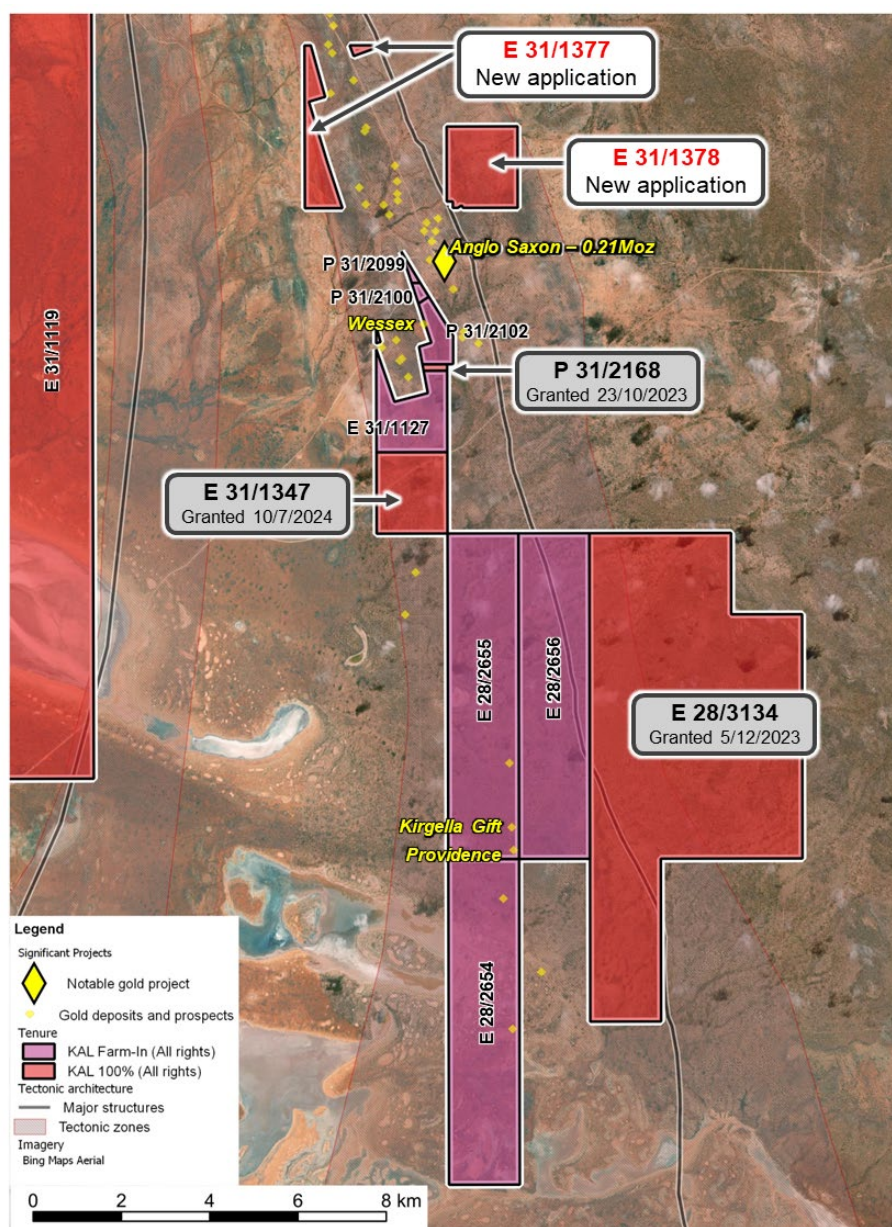 E 31/1377
New application
E 31/1378
New application
Anglo Saxon – 0.21Moz
P 31/2099
P 31/2100
Wessex
P 31/2102
E 31/1119
P 31/2168
Granted 23/10/2023
E 31/1127
E 31/1347
Granted 10/7/2024
E 28/2655
E 28/2656
E 28/3134
Granted 5/12/2023
Kirgella Gift
Providence
E 28/2654
Legend
Significant Projects
Notable gold project
Gold deposits and prospects
Tenure
KAL Farm-In (All rights)
KAL 100% (All rights)
Tectonic architecture
Major structures
Tectonic zones
Imagery
Bing Maps Aerial
0 2 4 6 8 km